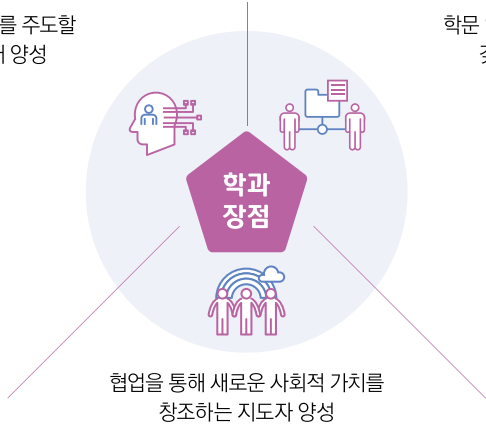 를 주도할
양성
학문
학과
장점
협업을 통해 새로운 사회적 가치를
창조하는 지도자 양성